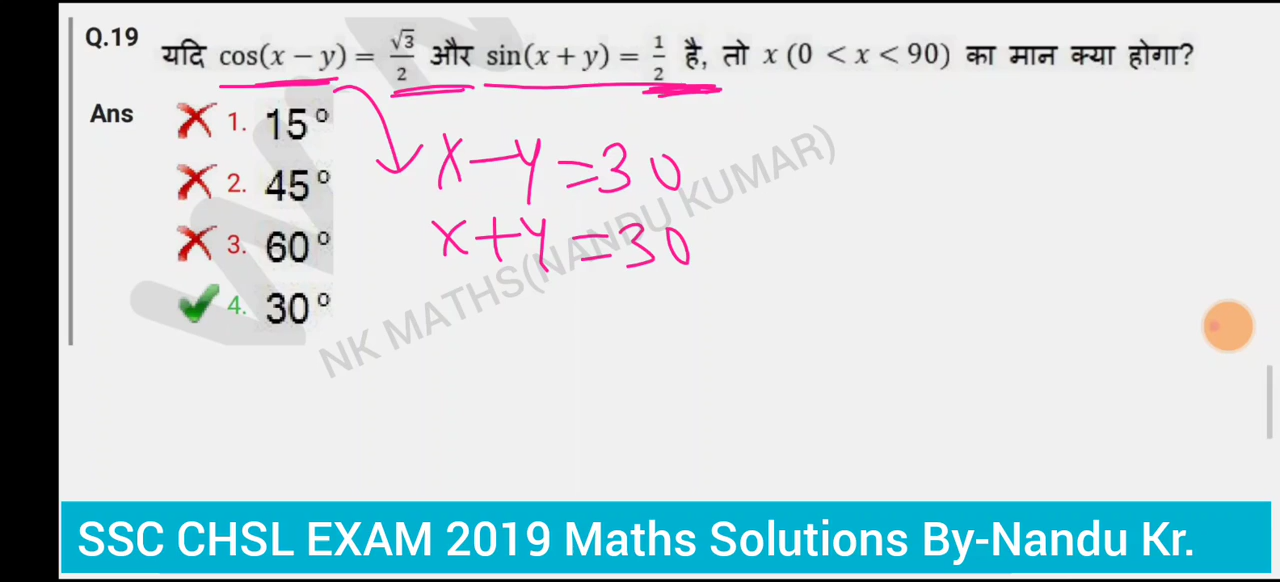 Q.19 यदि cos(x − y) = √3/2 और sin(x + y) = 1/2 है, तो x (0 < x < 90) का मान क्या होगा?
Ans
1. 15°
2. 45°
3. 60°
4. 30°
x − y = 30
x + y = 30
NK MATHS(NANDU KUMAR)
SSC CHSL EXAM 2019 Maths Solutions By-Nandu Kr.